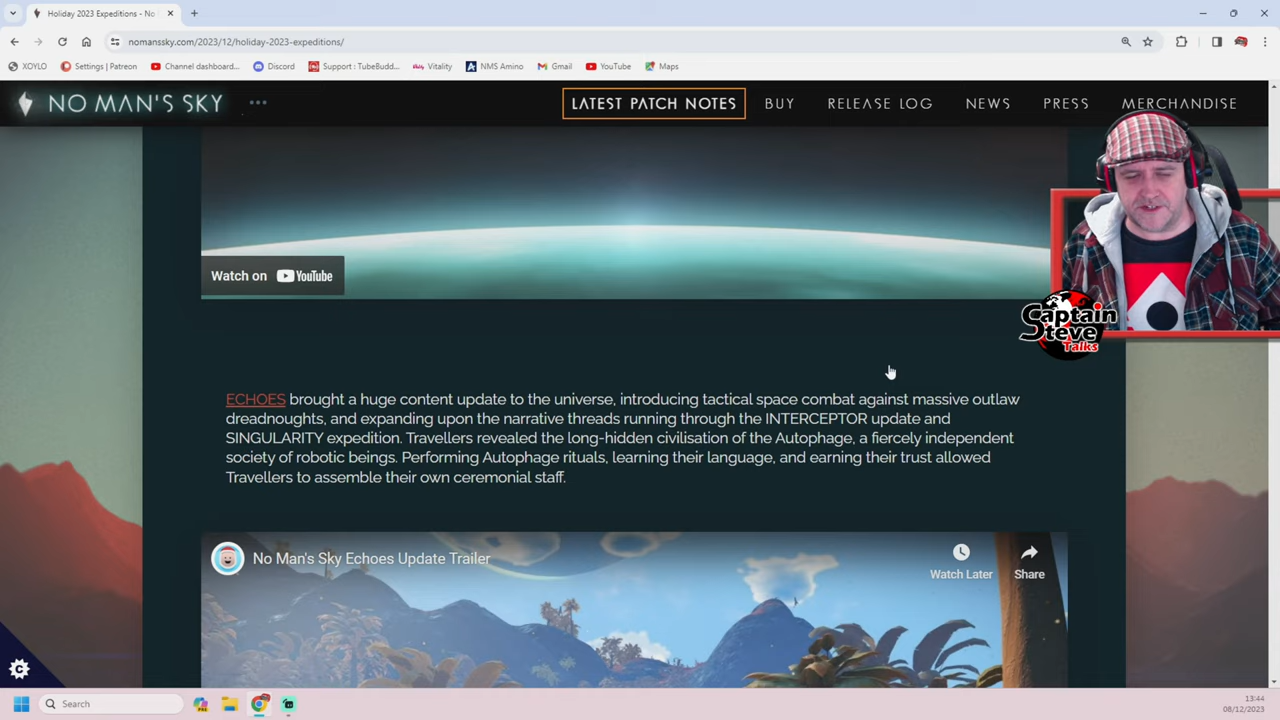 Holiday 2023 Expeditions - No
nomanssky.com/2023/12/holiday-2023-expeditions/
XOYLO
Settings | Patreon
Channel dashboard...
Discord
Support : TubeBudd...
Vitality
NMS Amino
Gmail
YouTube
Maps
NO MAN'S SKY
LATEST PATCH NOTES
BUY
RELEASE LOG
NEWS
PRESS
MERCHANDISE
Watch on YouTube
Captain
Steve
Talks
ECHOES brought a huge content update to the universe, introducing tactical space combat against massive outlaw
dreadnoughts, and expanding upon the narrative threads running through the INTERCEPTOR update and
SINGULARITY expedition. Travellers revealed the long-hidden civilisation of the Autophage, a fiercely independent
society of robotic beings. Performing Autophage rituals, learning their language, and earning their trust allowed
Travellers to assemble their own ceremonial staff.
No Man's Sky Echoes Update Trailer
Watch Later
Share
Search
13:44
08/12/2023